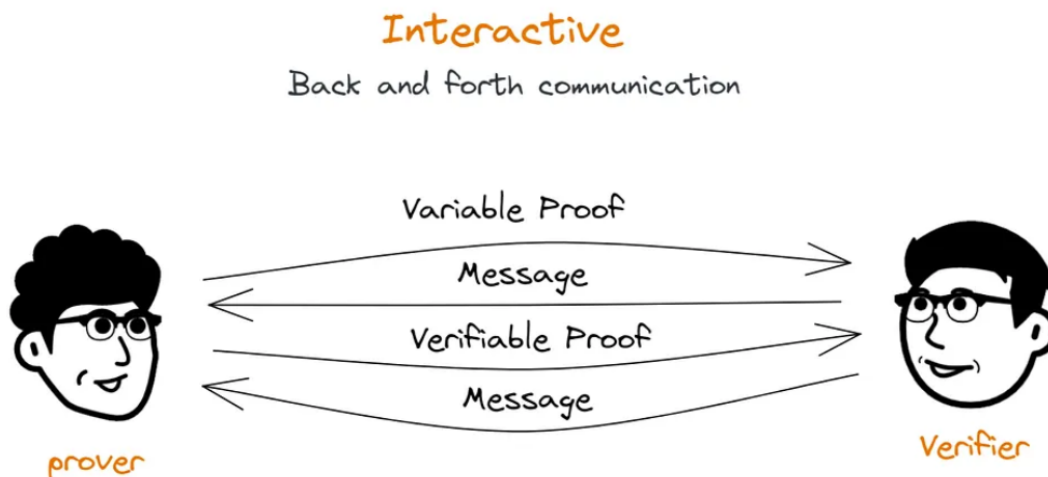 Interactive
Back and forth communication
Variable Proof
Message
Verifiable Proof
Message
prover
Verifier